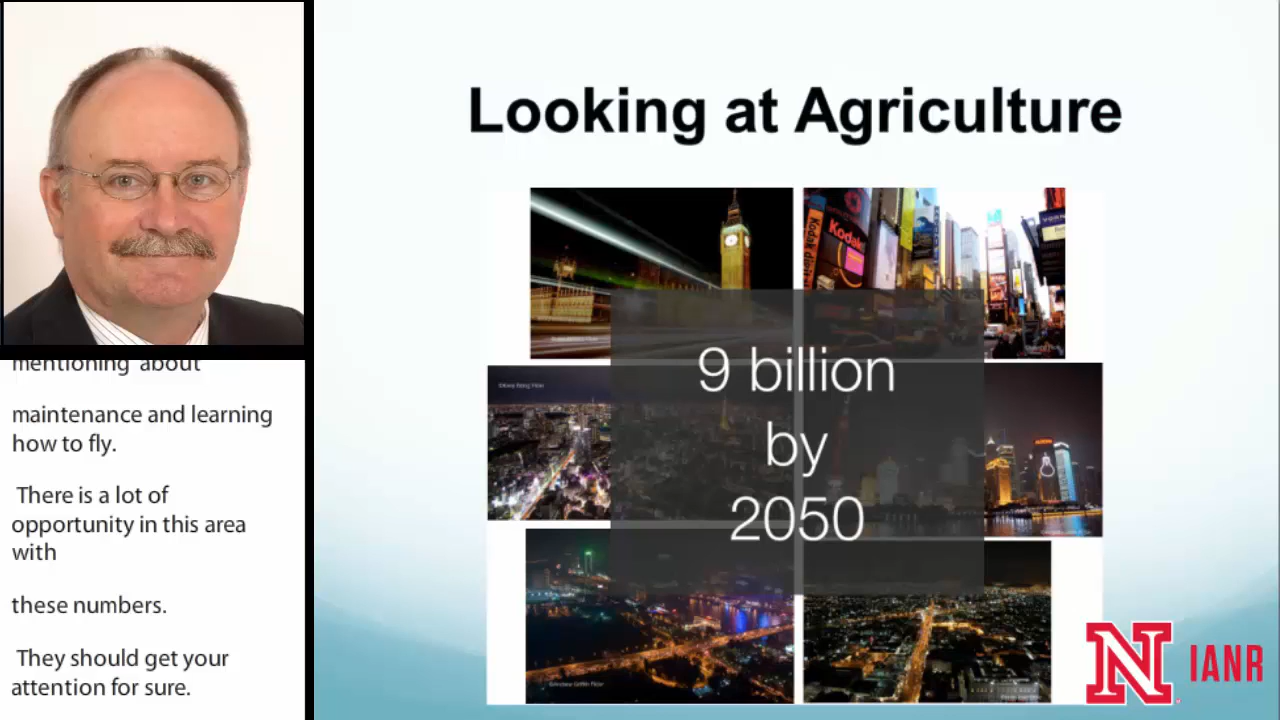 Looking at Agriculture
Kodak
Kodak
9 billion
by
2050
N IANR
mentioning about
maintenance and learning
how to fly.
There is a lot of
opportunity in this area
with
these numbers.
They should get your
attention for sure.